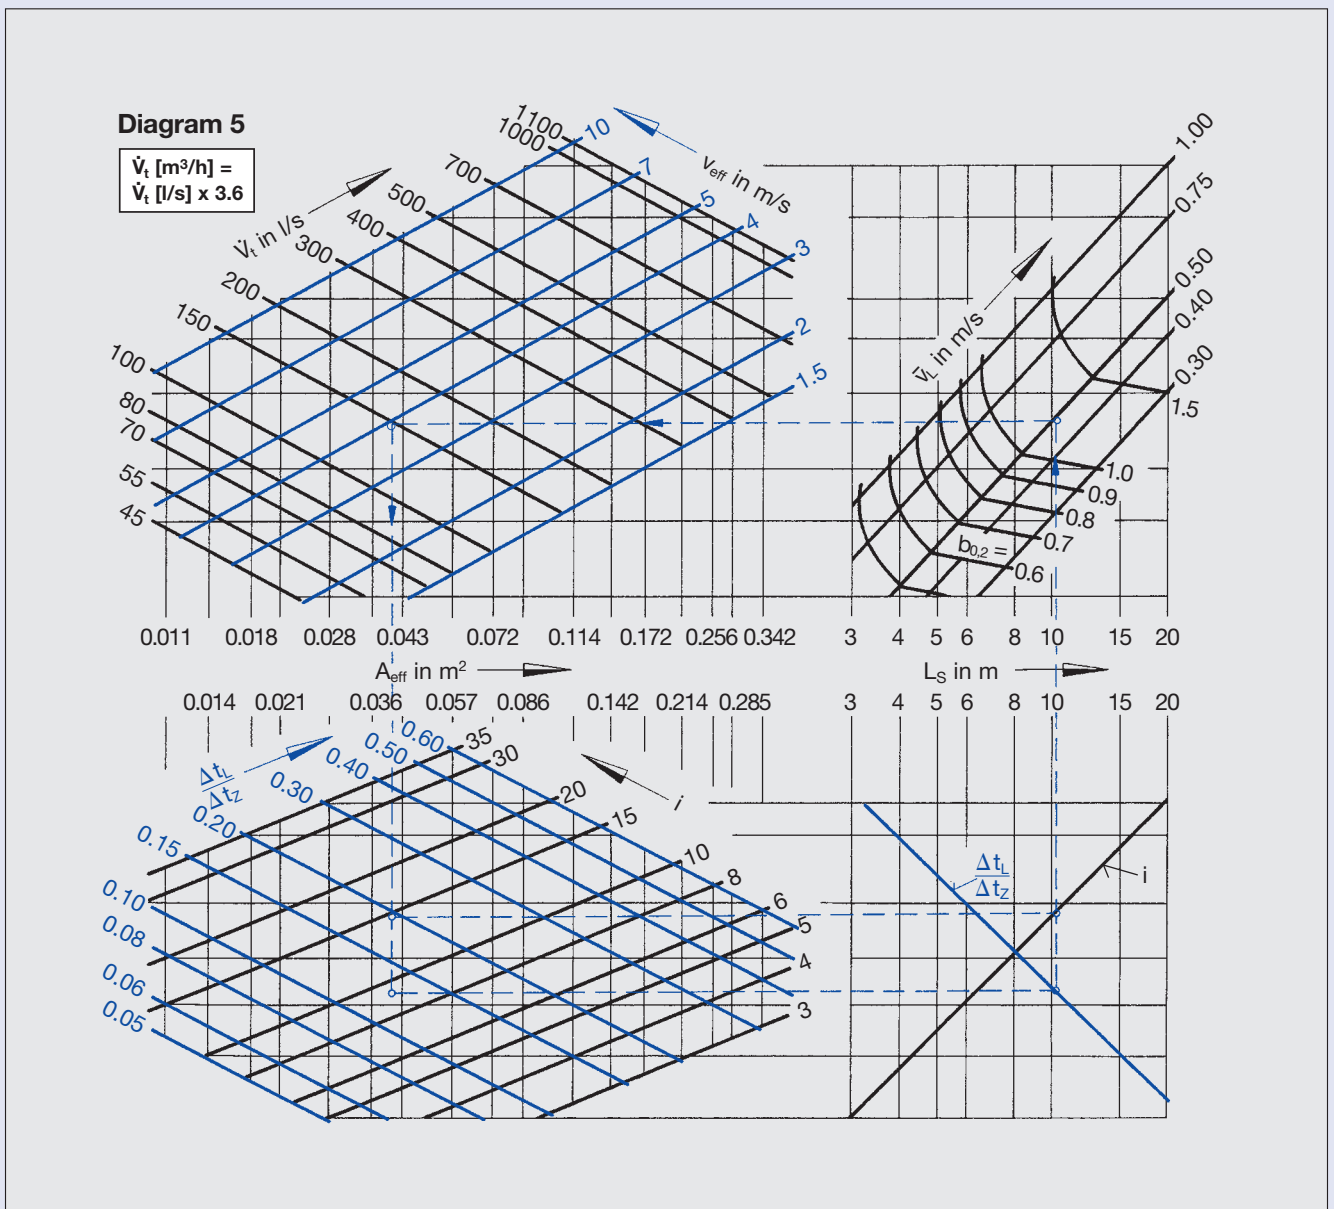 Diagram 5
V̇t [m³/h] =
V̇t [l/s] x 3.6
V̇t in l/s
1100
1000
700
500
400
300
200
150
100
80
70
55
45
veff in m/s
10
7
5
4
3
2
1.5
v̄L in m/s
1.00
0.75
0.50
0.40
0.30
1.5
1.0
0.9
0.8
0.7
b0,2 =
0.6
0.011 0.018 0.028 0.043 0.072 0.114 0.172 0.256 0.342
3 4 5 6 8 10 15 20
Aeff in m²
LS in m
0.014 0.021 0.036 0.057 0.086 0.142 0.214 0.285
3 4 5 6 8 10 15 20
ΔtL
ΔtZ
0.60
0.50
0.40
0.30
0.20
0.15
0.10
0.08
0.06
0.05
i
35
30
20
15
10
8
6
5
4
3
ΔtL
ΔtZ
i